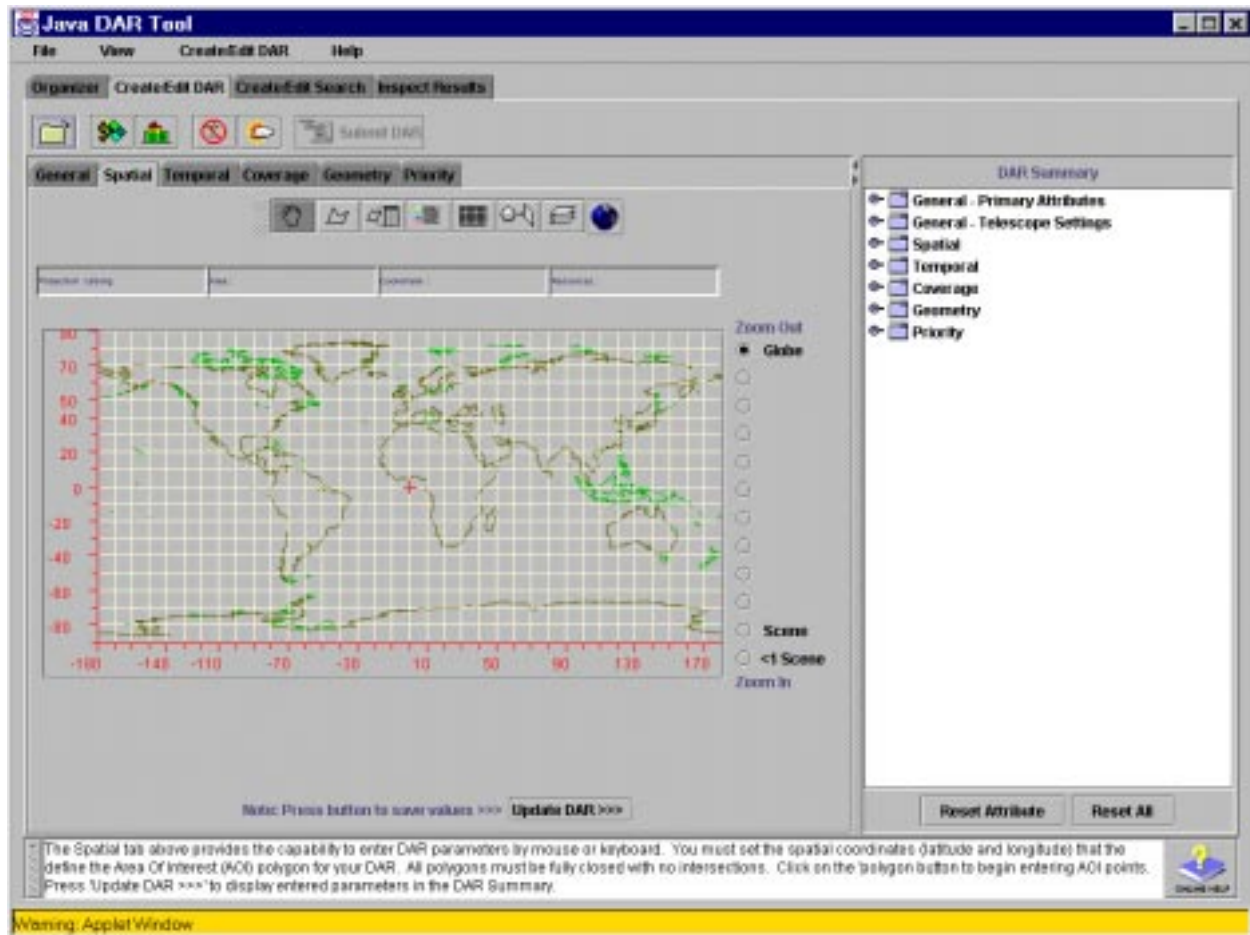 Java DAR Tool
File View Create/Edit DAR Help
Organizer Create/Edit DAR Create/Edit Search Inspect Results
Submit DAR
General Spatial Temporal Coverage Geometry Priority
DAR Summary
General - Primary Attributes
General - Telescope Settings
Spatial
Temporal
Coverage
Geometry
Priority
Zoom Out
Globe
Scene
<1 Scene
Zoom In
70
40
20
0
-20
-40
-80
-180 -110 -70 -30 10 50 90 130 170
Note: Press button to save values >>> Update DAR >>>
Reset Attribute Reset All
The Spatial tab above provides the capability to enter DAR parameters by mouse or keyboard. You must set the spatial coordinates (latitude and longitude) that the
define the Area Of Interest (AOI) polygon for your DAR. All polygons must be fully closed with no intersections. Click on the 'polygon button to begin entering AOI points.
Press 'Update DAR >>>' to display entered parameters in the DAR Summary.
ONLINE HELP
Warning: Applet Window